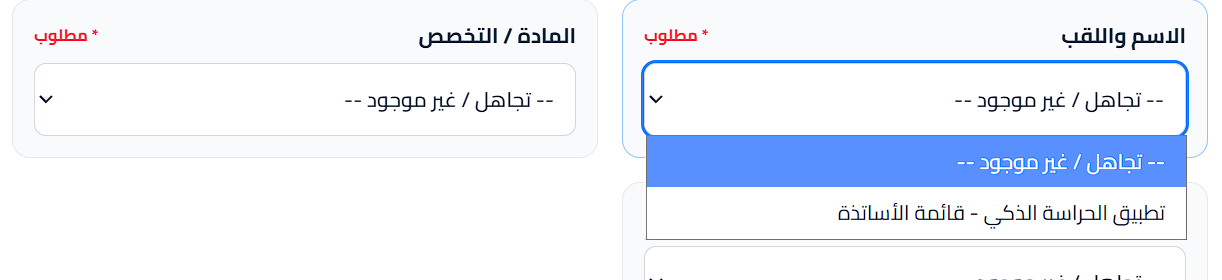 الاسم واللقب
* مطلوب
-- تجاهل / غير موجود --
-- تجاهل / غير موجود --
تطبيق الحراسة الذكي - قائمة الأساتذة
المادة / التخصص
* مطلوب
-- تجاهل / غير موجود --